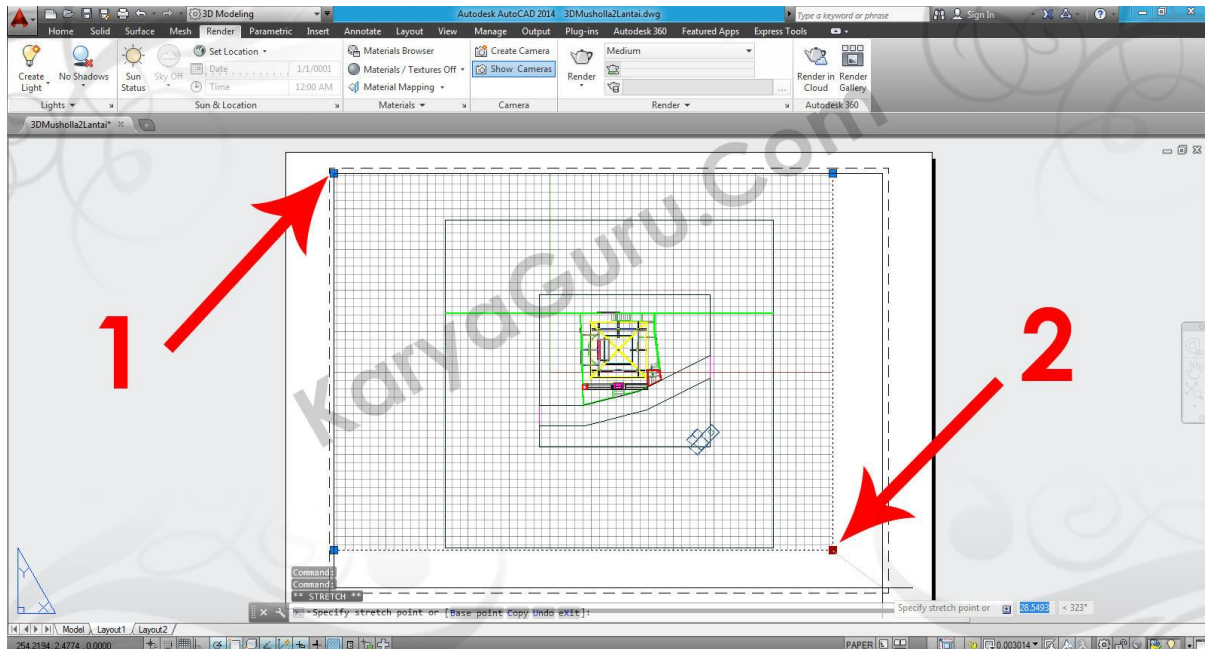 3D Modeling
Autodesk AutoCAD 2014 3DMusholla2Lantai.dwg
Type a keyword or phrase
Sign In
Home Solid Surface Mesh Render Parametric Insert Annotate Layout View Manage Output Plug-ins Autodesk 360 Featured Apps Express Tools
Create Light
No Shadows
Sun Status
Sky Off
Set Location
Date 1/1/0001
Time 12:00 AM
Materials Browser
Materials / Textures Off
Material Mapping
Create Camera
Show Cameras
Render
Medium
Render in Cloud
Render Gallery
Lights
Sun & Location
Materials
Camera
Render
Autodesk 360
3DMusholla2Lantai*
KaryaGuru.Com
1
2
Y
X
Command:
Command:
** STRETCH **
Specify stretch point or [Base point Copy Undo eXit]:
Specify stretch point or 28.5493 < 323°
Model Layout1 Layout2
254.2194, 2.4774, 0.0000
PAPER
0.003014